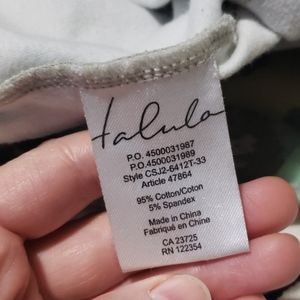 talula
P.O. 4500031987
P.O.4500031989
Style CSJ2-6412T-33
Article 47864
95% Cotton/Coton
5% Spandex
Made in China
Fabriqué en China
CA 23725
RN 122354